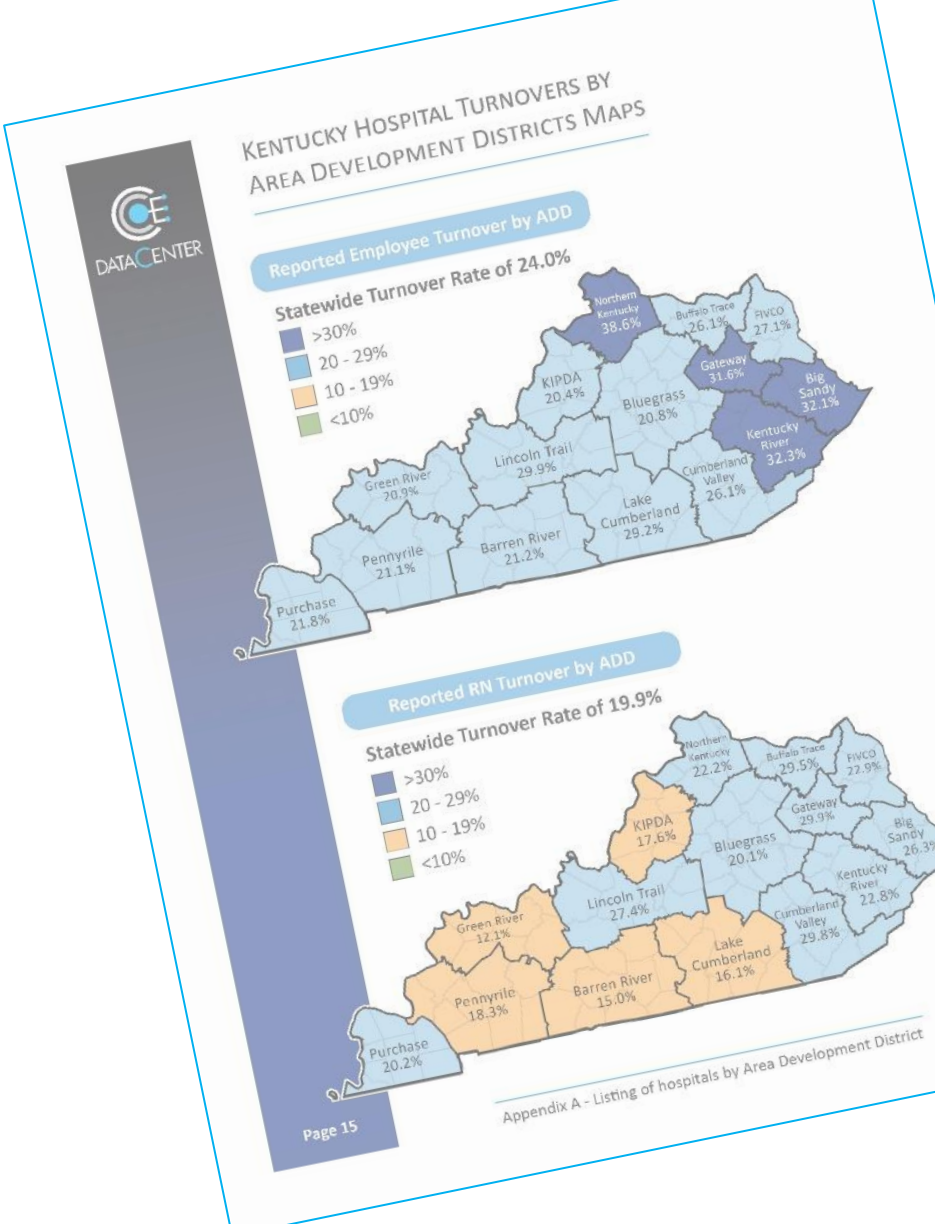 KENTUCKY HOSPITAL TURNOVERS BY
AREA DEVELOPMENT DISTRICTS MAPS
CE
DATACENTER
Reported Employee Turnover by ADD
Statewide Turnover Rate of 24.0%
>30%
20 - 29%
10 - 19%
<10%
Northern
Kentucky
38.6%
Buffalo Trace
26.1%
FIVCO
27.1%
Gateway
31.6%
Big
Sandy
32.1%
KIPDA
20.4%
Bluegrass
20.8%
Kentucky
River
32.3%
Lincoln Trail
29.9%
Cumberland
Valley
26.1%
Green River
20.9%
Lake
Cumberland
29.2%
Barren River
21.2%
Pennyrile
21.1%
Purchase
21.8%
Reported RN Turnover by ADD
Statewide Turnover Rate of 19.9%
>30%
20 - 29%
10 - 19%
<10%
Northern
Kentucky
22.2%
Buffalo Trace
29.5%
FIVCO
22.9%
Gateway
29.9%
Big
Sandy
26.3%
KIPDA
17.6%
Bluegrass
20.1%
Kentucky
River
22.8%
Lincoln Trail
27.4%
Cumberland
Valley
29.8%
Green River
12.1%
Lake
Cumberland
16.1%
Barren River
15.0%
Pennyrile
18.3%
Purchase
20.2%
Appendix A - Listing of hospitals by Area Development District
Page 15